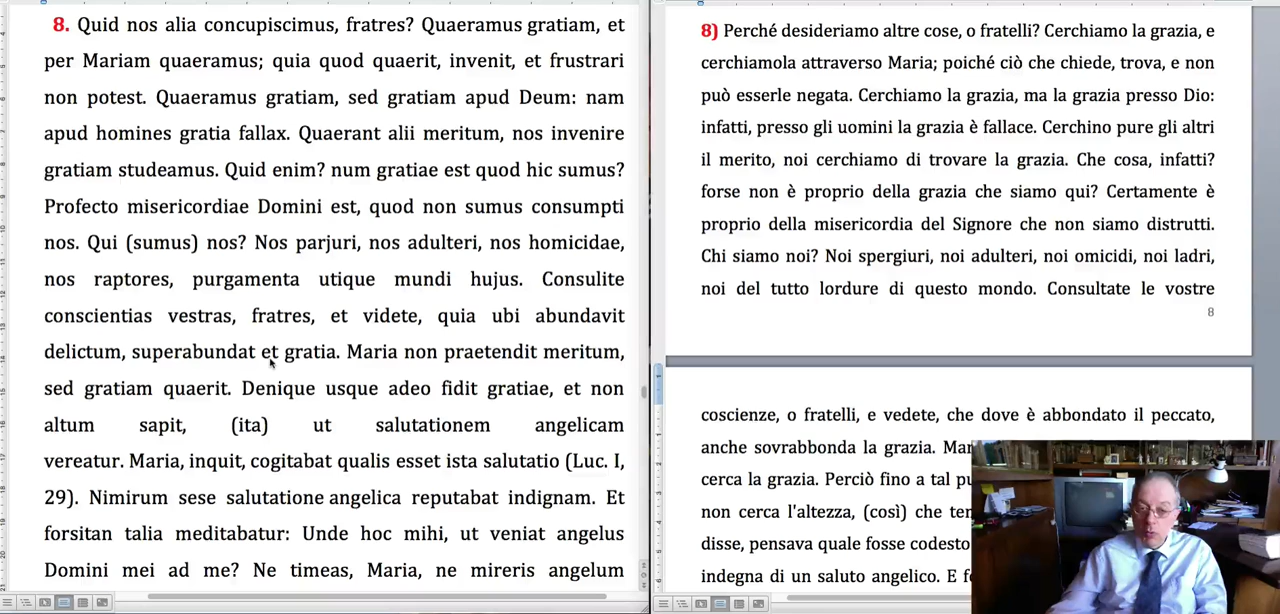 8. Quid nos alia concupiscimus, fratres? Quaeramus gratiam, et
per Mariam quaeramus; quia quod quaerit, invenit, et frustrari
non potest. Quaeramus gratiam, sed gratiam apud Deum: nam
apud homines gratia fallax. Quaerant alii meritum, nos invenire
gratiam studeamus. Quid enim? num gratiae est quod hic sumus?
Profecto misericordiae Domini est, quod non sumus consumpti
nos. Qui (sumus) nos? Nos parjuri, nos adulteri, nos homicidae,
nos raptores, purgamenta utique mundi hujus. Consulite
conscientias vestras, fratres, et videte, quia ubi abundavit
delictum, superabundat et gratia. Maria non praetendit meritum,
sed gratiam quaerit. Denique usque adeo fidit gratiae, et non
altum sapit, (ita) ut salutationem angelicam
vereatur. Maria, inquit, cogitabat qualis esset ista salutatio (Luc. I,
29). Nimirum sese salutatione angelica reputabat indignam. Et
forsitan talia meditabatur: Unde hoc mihi, ut veniat angelus
Domini mei ad me? Ne timeas, Maria, ne mireris angelum
8) Perché desideriamo altre cose, o fratelli? Cerchiamo la grazia, e
cerchiamola attraverso Maria; poiché ciò che chiede, trova, e non
può esserle negata. Cerchiamo la grazia, ma la grazia presso Dio:
infatti, presso gli uomini la grazia è fallace. Cerchino pure gli altri
il merito, noi cerchiamo di trovare la grazia. Che cosa, infatti?
forse non è proprio della grazia che siamo qui? Certamente è
proprio della misericordia del Signore che non siamo distrutti.
Chi siamo noi? Noi spergiuri, noi adulteri, noi omicidi, noi ladri,
noi del tutto lordure di questo mondo. Consultate le vostre
8
coscienze, o fratelli, e vedete, che dove è abbondato il peccato,
anche sovrabbonda la grazia.
cerca la grazia. Perciò fino a tal
non cerca l'altezza, (così) che
disse, pensava quale fosse codesto
indegna di un saluto angelico. E